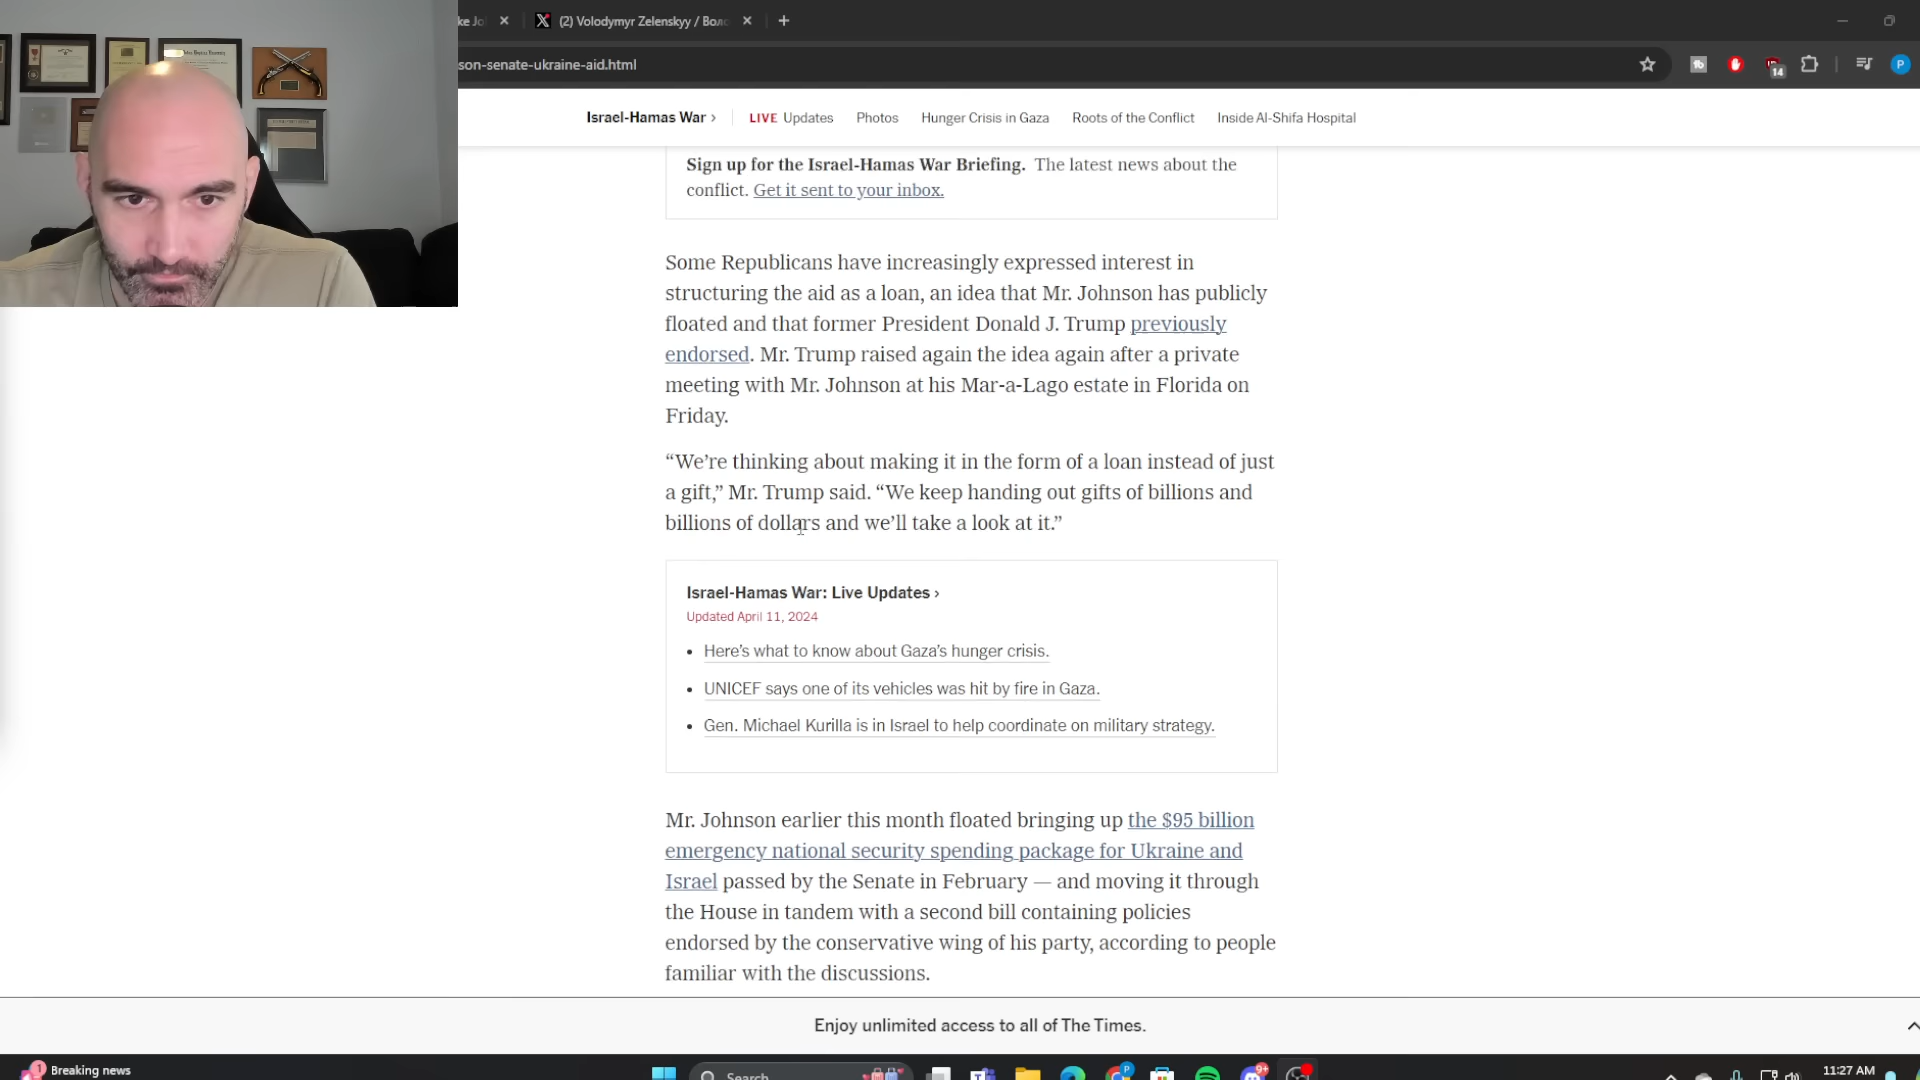 ke Jo
(2) Volodymyr Zelenskyy / Воло
son-senate-ukraine-aid.html
14
P
Israel-Hamas War ›
LIVE Updates
Photos
Hunger Crisis in Gaza
Roots of the Conflict
Inside Al-Shifa Hospital
Sign up for the Israel-Hamas War Briefing. The latest news about the
conflict. Get it sent to your inbox.
Some Republicans have increasingly expressed interest in
structuring the aid as a loan, an idea that Mr. Johnson has publicly
floated and that former President Donald J. Trump previously
endorsed. Mr. Trump raised again the idea again after a private
meeting with Mr. Johnson at his Mar-a-Lago estate in Florida on
Friday.
“We’re thinking about making it in the form of a loan instead of just
a gift,” Mr. Trump said. “We keep handing out gifts of billions and
billions of dollars and we’ll take a look at it.”
Israel-Hamas War: Live Updates ›
Updated April 11, 2024
• Here’s what to know about Gaza’s hunger crisis.
• UNICEF says one of its vehicles was hit by fire in Gaza.
• Gen. Michael Kurilla is in Israel to help coordinate on military strategy.
Mr. Johnson earlier this month floated bringing up the $95 billion
emergency national security spending package for Ukraine and
Israel passed by the Senate in February — and moving it through
the House in tandem with a second bill containing policies
endorsed by the conservative wing of his party, according to people
familiar with the discussions.
Enjoy unlimited access to all of The Times.
1
Breaking news
Search
P
9+
11:27 AM